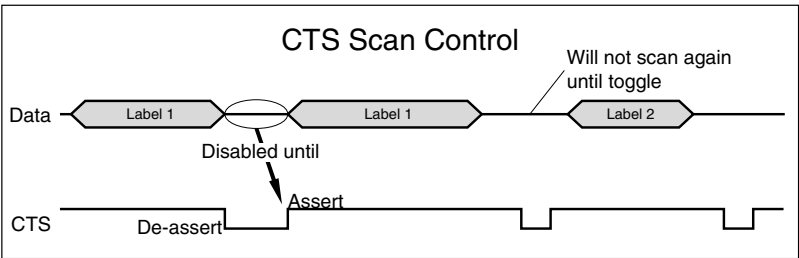 CTS Scan Control
Will not scan again
until toggle
Data
Label 1
Label 1
Label 2
Disabled until
Assert
CTS
De-assert